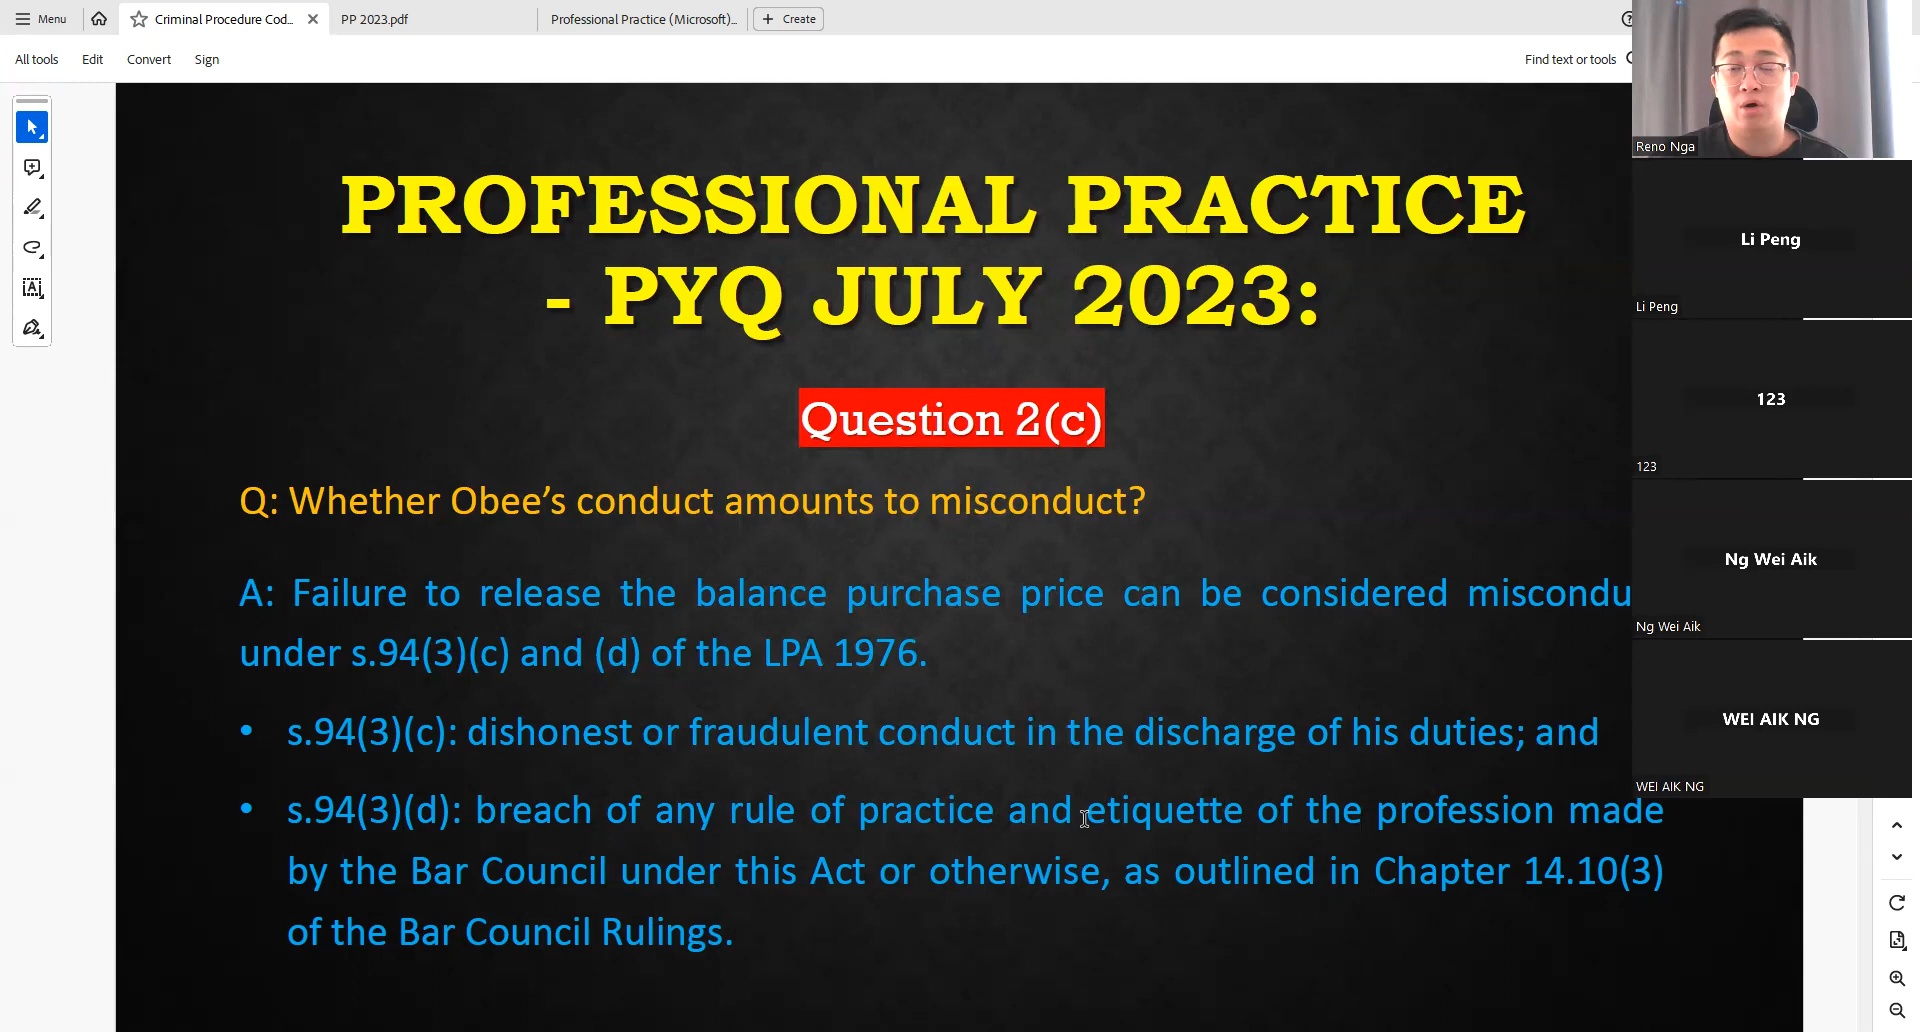 Menu
Criminal Procedure Cod...
PP 2023.pdf
Professional Practice (Microsoft)...
Create
All tools
Edit
Convert
Sign
Find text or tools
PROFESSIONAL PRACTICE
- PYQ JULY 2023:
Question 2(c)
Q: Whether Obee’s conduct amounts to misconduct?
A: Failure to release the balance purchase price can be considered miscondu
under s.94(3)(c) and (d) of the LPA 1976.
• s.94(3)(c): dishonest or fraudulent conduct in the discharge of his duties; and
• s.94(3)(d): breach of any rule of practice and etiquette of the profession made
by the Bar Council under this Act or otherwise, as outlined in Chapter 14.10(3)
of the Bar Council Rulings.
Reno Nga
Li Peng
Li Peng
123
123
Ng Wei Aik
Ng Wei Aik
WEI AIK NG
WEI AIK NG